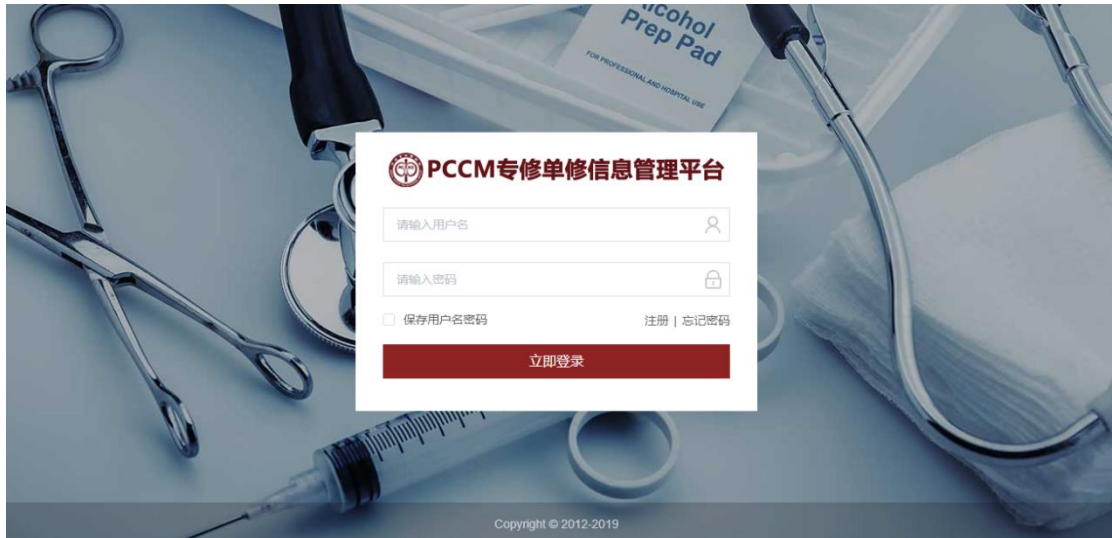 Alcohol
Prep Pad
FOR PROFESSIONAL AND HOSPITAL USE
PCCM专修单修信息管理平台
请输入用户名
请输入密码
保存用户名密码
注册 | 忘记密码
立即登录
Copyright © 2012-2019